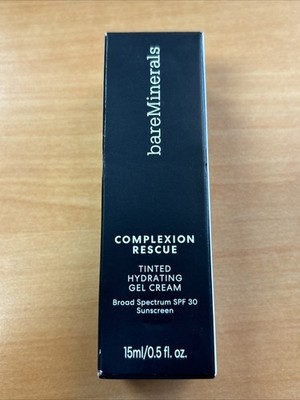 bareMinerals
COMPLEXION
RESCUE
TINTED
HYDRATING
GEL CREAM
Broad Spectrum SPF 30
Sunscreen
15ml/0.5 fl. oz.